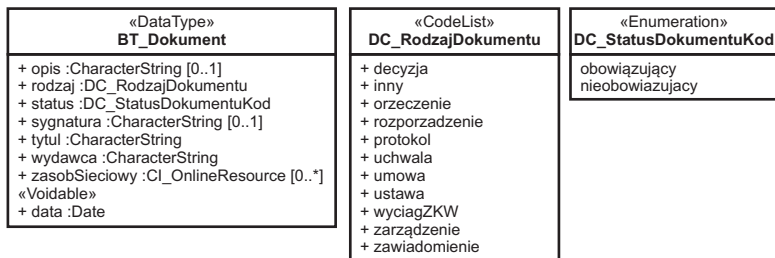 «DataType»
BT_Dokument
+ opis :CharacterString [0..1]
+ rodzaj :DC_RodzajDokumentu
+ status :DC_StatusDokumentuKod
+ sygnatura :CharacterString [0..1]
+ tytul :CharacterString
+ wydawca :CharacterString
+ zasobSieciowy :CI_OnlineResource [0..*]
«Voidable»
+ data :Date
«CodeList»
DC_RodzajDokumentu
+ decyzja
+ inny
+ orzeczenie
+ rozporzadzenie
+ protokol
+ uchwala
+ umowa
+ ustawa
+ wyciagZKW
+ zarządzenie
+ zawiadomienie
«Enumeration»
DC_StatusDokumentuKod
obowiązujący
nieobowiazujacy